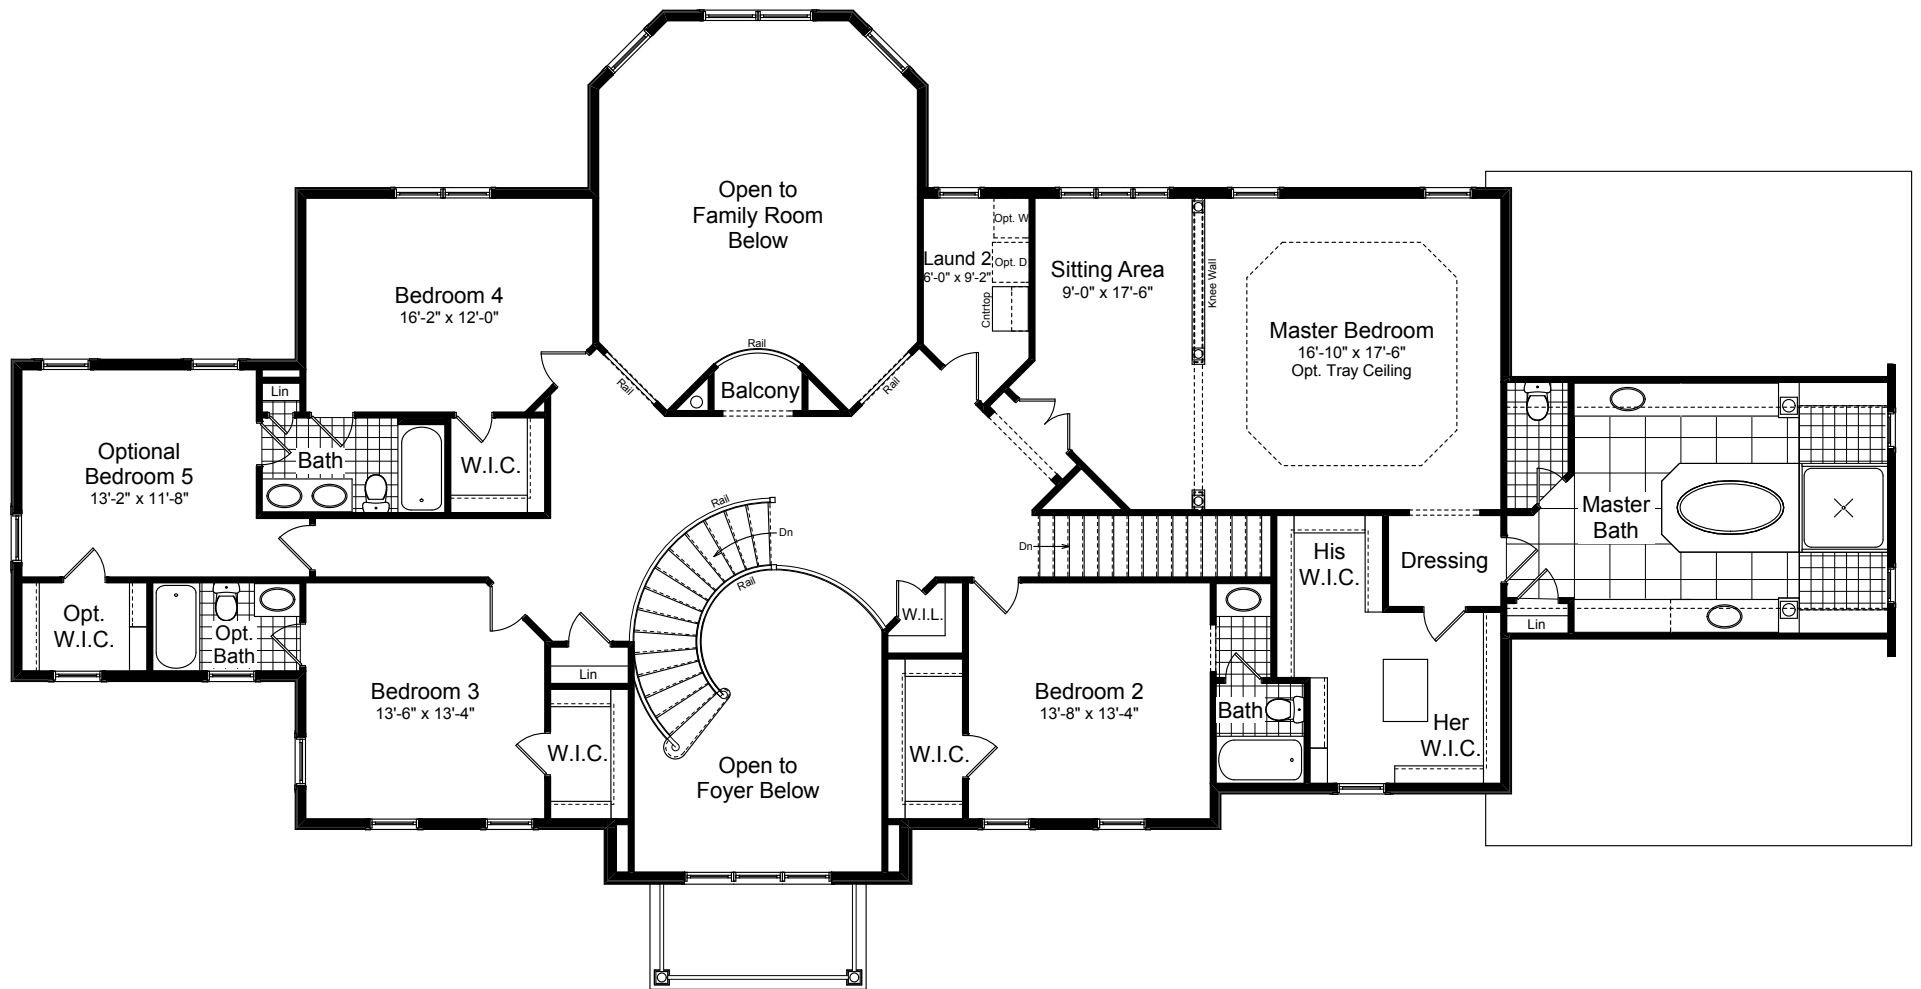 Open to
Family Room
Below
Opt. W
Opt. D
Laund 2
6'-0" x 9'-2"
Cntrtop
Sitting Area
9'-0" x 17'-6"
Knee Wall
Master Bedroom
16'-10" x 17'-6"
Opt. Tray Ceiling
Bedroom 4
16'-2" x 12'-0"
Rail
Rail
Rail
Balcony
Lin
Optional
Bedroom 5
13'-2" x 11'-8"
Bath
W.I.C.
Rail
Dn
Rail
Dn
His
W.I.C.
Dressing
Master
Bath
Lin
Opt.
W.I.C.
Opt.
Bath
Bedroom 3
13'-6" x 13'-4"
Lin
W.I.C.
Open to
Foyer Below
W.I.L.
W.I.C.
Bedroom 2
13'-8" x 13'-4"
Bath
Her
W.I.C.